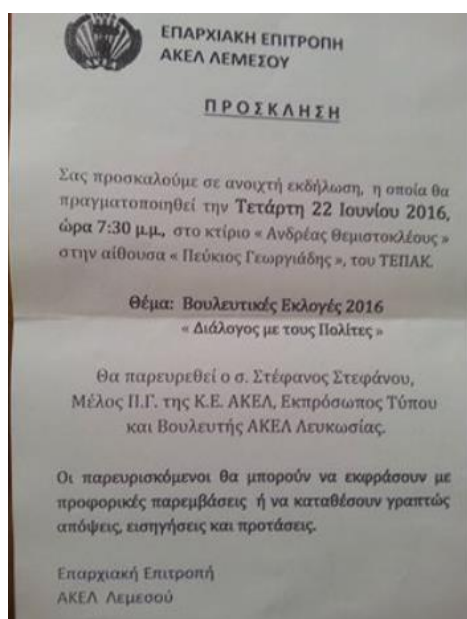 ΕΠΑΡΧΙΑΚΗ ΕΠΙΤΡΟΠΗ
ΑΚΕΛ ΛΕΜΕΣΟΥ
ΠΡΟΣΚΛΗΣΗ
Σας προσκαλούμε σε ανοιχτή εκδήλωση, η οποία θα
πραγματοποιηθεί την Τετάρτη 22 Ιουνίου 2016,
ώρα 7:30 μ.μ., στο κτίριο « Ανδρέας Θεμιστοκλέους »
στην αίθουσα « Πεύκιος Γεωργιάδης », του ΤΕΠΑΚ.
Θέμα: Βουλευτικές Εκλογές 2016
« Διάλογος με τους Πολίτες »
Θα παρευρεθεί ο σ. Στέφανος Στεφάνου,
Μέλος Π.Γ. της Κ.Ε. ΑΚΕΛ, Εκπρόσωπος Τύπου
και Βουλευτής ΑΚΕΛ Λευκωσίας.
Οι παρευρισκόμενοι θα μπορούν να εκφράσουν με
προφορικές παρεμβάσεις ή να καταθέσουν γραπτώς
απόψεις, εισηγήσεις και προτάσεις.
Επαρχιακή Επιτροπή
ΑΚΕΛ Λεμεσού